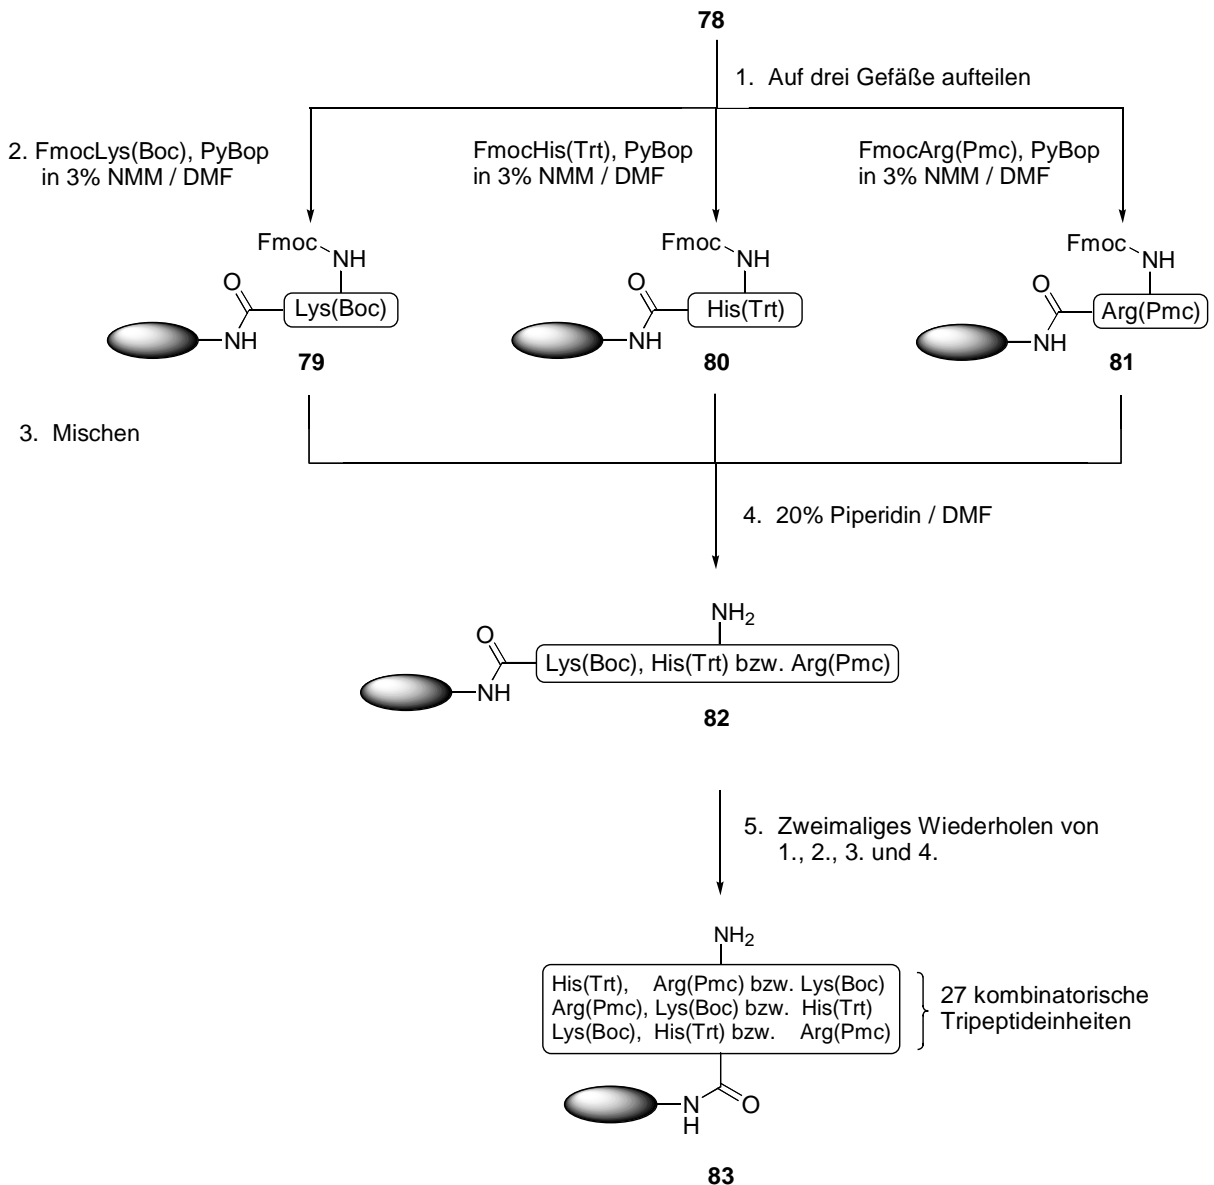 78
1. Auf drei Gefäße aufteilen
2. FmocLys(Boc), PyBop
in 3% NMM / DMF
FmocHis(Trt), PyBop
in 3% NMM / DMF
FmocArg(Pmc), PyBop
in 3% NMM / DMF
Fmoc
NH
O
Lys(Boc)
NH
79
Fmoc
NH
O
His(Trt)
NH
80
Fmoc
NH
O
Arg(Pmc)
NH
81
3. Mischen
4. 20% Piperidin / DMF
NH2
O
Lys(Boc), His(Trt) bzw. Arg(Pmc)
NH
82
5. Zweimaliges Wiederholen von
1., 2., 3. und 4.
NH2
His(Trt), Arg(Pmc) bzw. Lys(Boc)
Arg(Pmc), Lys(Boc) bzw. His(Trt)
Lys(Boc), His(Trt) bzw. Arg(Pmc)
27 kombinatorische
Tripeptideinheiten
N
H
O
83